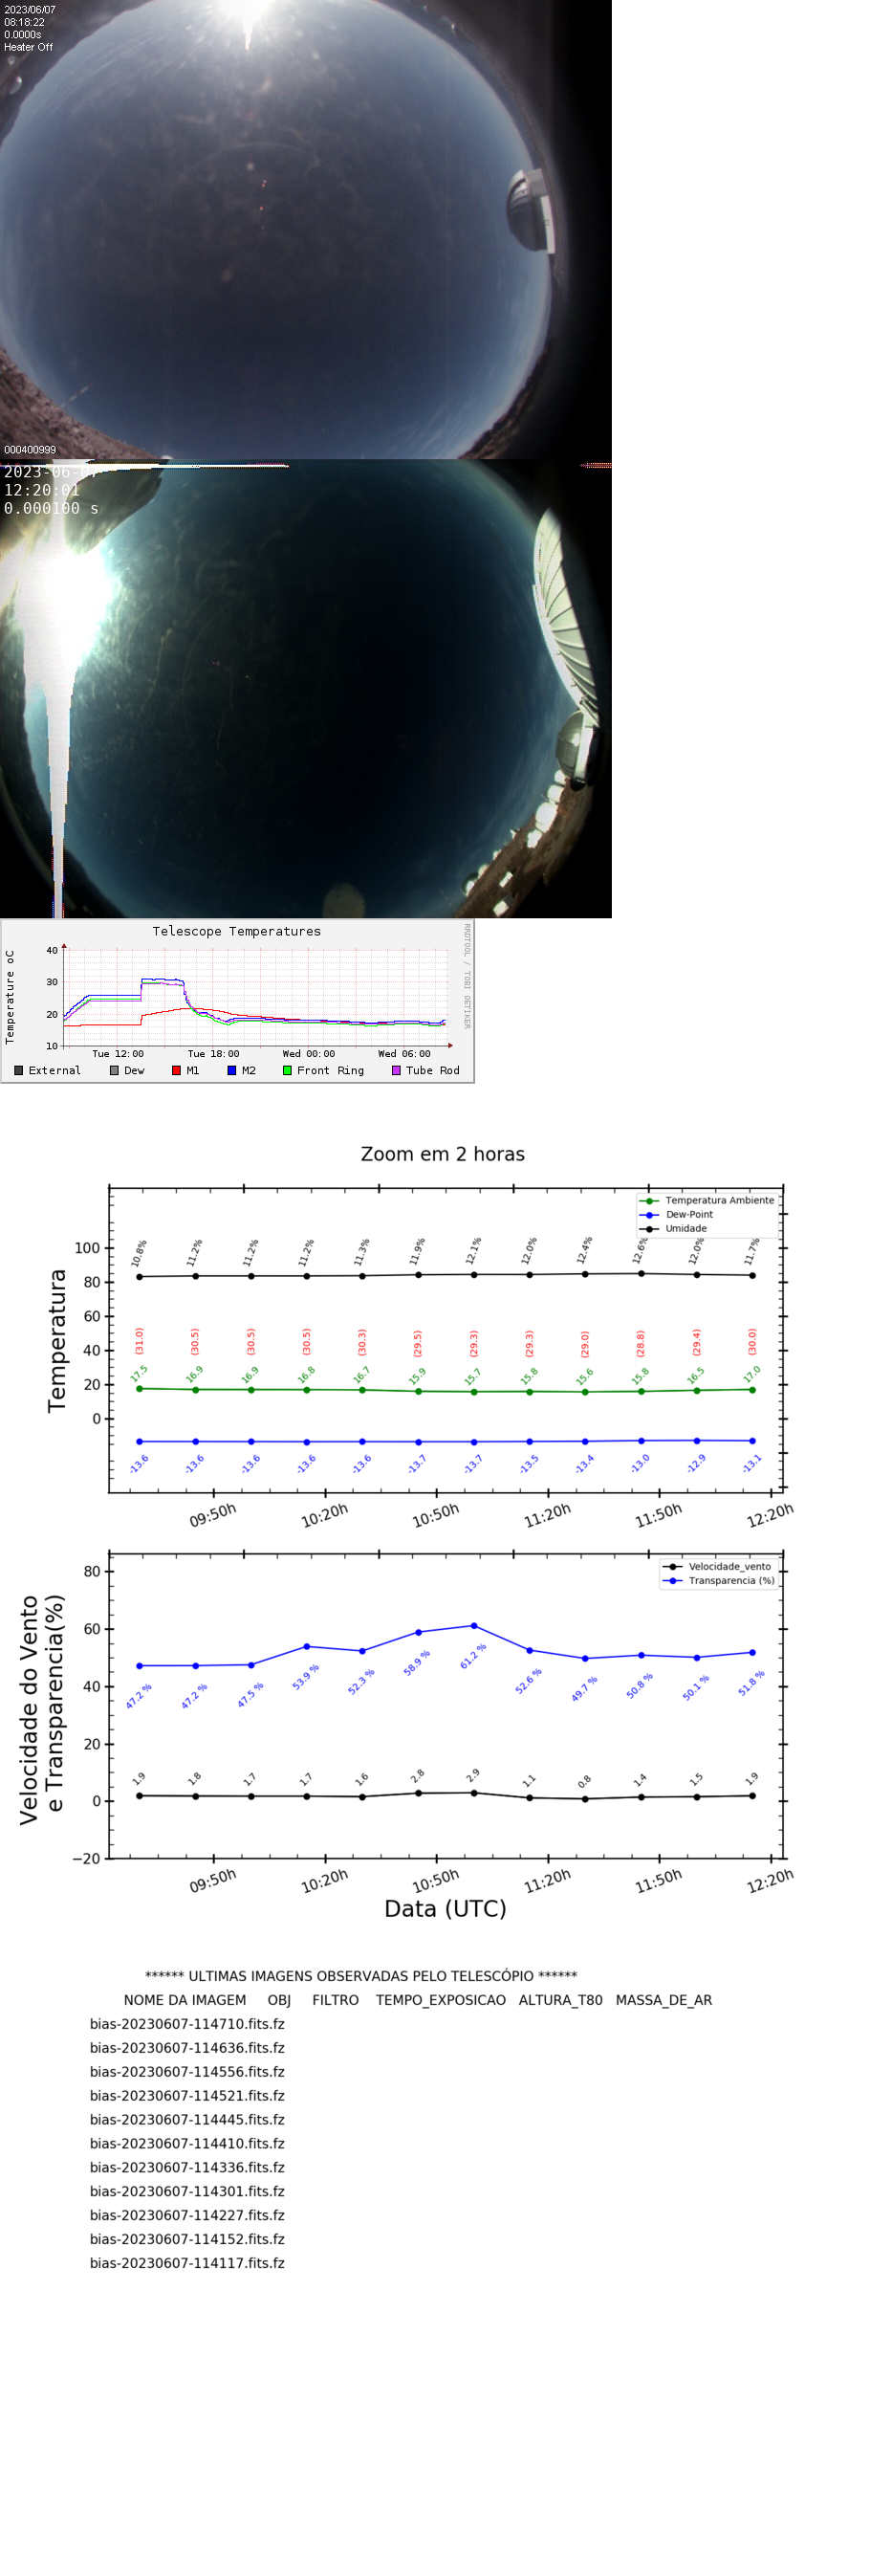 2023/06/07
08:18:22
0.0000s
Heater Off
000400999
2023-06-07
12:20:01
0.000100 s
Telescope Temperatures
RRDTOOL / TOBI OETIKER
Temperature oC
40
30
20
10
Tue 12:00 Tue 18:00 Wed 00:00 Wed 06:00
External Dew M1 M2 Front Ring Tube Rod
Zoom em 2 horas
Temperatura Ambiente
Dew-Point
Umidade
Temperatura
100
80
60
40
20
0
10.8% 11.2% 11.2% 11.2% 11.3% 11.9% 12.1% 12.0% 12.4% 12.6% 12.0% 11.7%
(31.0) (30.5) (30.5) (30.5) (30.3) (29.5) (29.3) (29.3) (29.0) (28.8) (29.4) (30.0)
17.5 16.9 16.9 16.8 16.7 15.9 15.7 15.8 15.6 15.8 16.5 17.0
-13.6 -13.6 -13.6 -13.6 -13.6 -13.7 -13.7 -13.5 -13.4 -13.0 -12.9 -13.1
09:50h 10:20h 10:50h 11:20h 11:50h 12:20h
Velocidade_vento
Transparencia (%)
Velocidade do Vento
e Transparencia(%)
80
60
40
20
0
−20
47.2 % 47.2 % 47.5 % 53.9 % 52.3 % 58.9 % 61.2 % 52.6 % 49.7 % 50.8 % 50.1 % 51.8 %
1.9 1.8 1.7 1.7 1.6 2.8 2.9 1.1 0.8 1.4 1.5 1.9
09:50h 10:20h 10:50h 11:20h 11:50h 12:20h
Data (UTC)
****** ULTIMAS IMAGENS OBSERVADAS PELO TELESCÓPIO ******
NOME DA IMAGEM OBJ FILTRO TEMPO_EXPOSICAO ALTURA_T80 MASSA_DE_AR
bias-20230607-114710.fits.fz
bias-20230607-114636.fits.fz
bias-20230607-114556.fits.fz
bias-20230607-114521.fits.fz
bias-20230607-114445.fits.fz
bias-20230607-114410.fits.fz
bias-20230607-114336.fits.fz
bias-20230607-114301.fits.fz
bias-20230607-114227.fits.fz
bias-20230607-114152.fits.fz
bias-20230607-114117.fits.fz